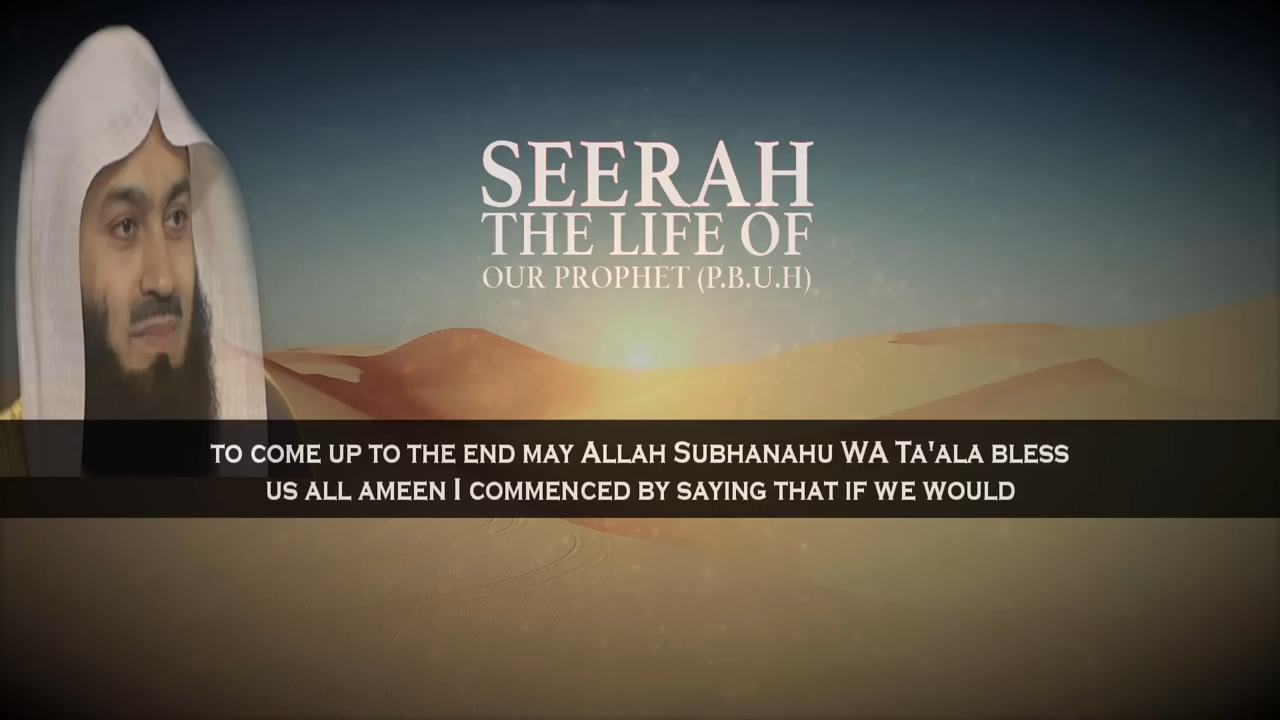 SEERAH
THE LIFE OF
OUR PROPHET (P.B.U.H)
TO COME UP TO THE END MAY ALLAH SUBHANAHU WA TA'ALA BLESS
US ALL AMEEN I COMMENCED BY SAYING THAT IF WE WOULD